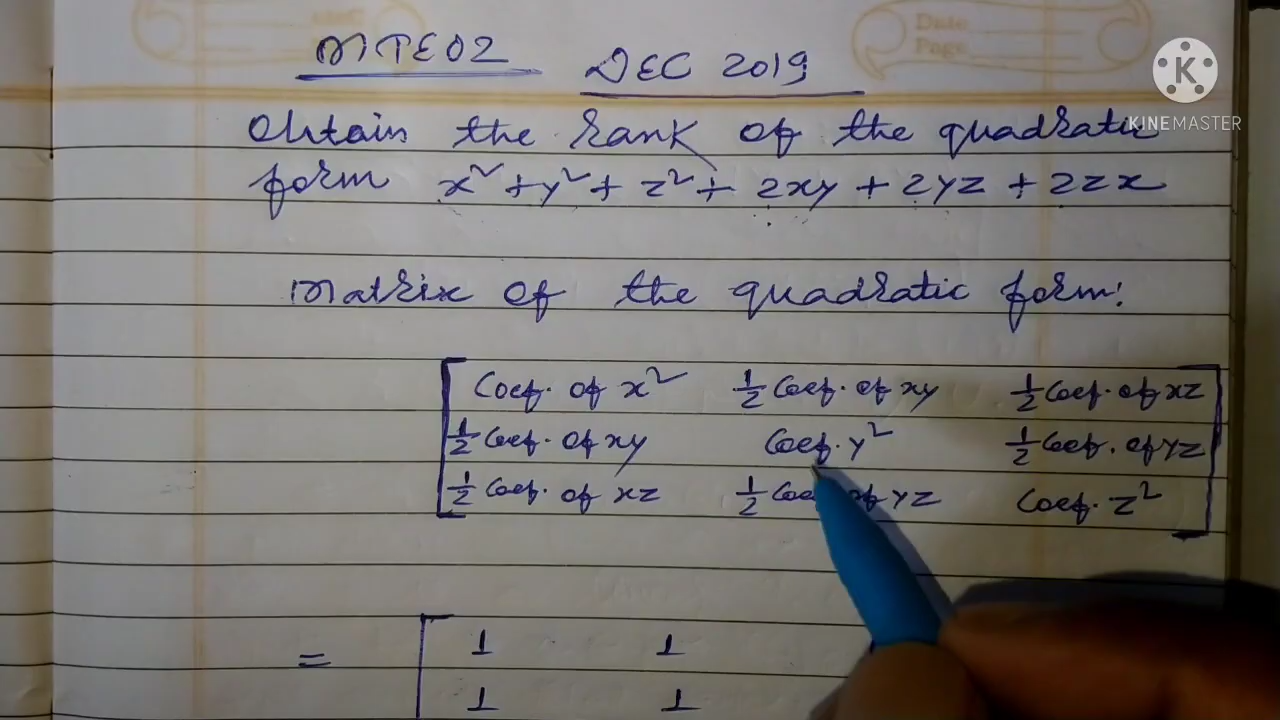 MTE02 DEC 2019
Date
Page
KINEMASTER
Obtain the rank of the quadratic
form x² + y² + z² + 2xy + 2yz + 2zx
Matrix of the quadratic form:
Coef. of x² ½ Coef. of xy ½ Coef. of xz
½ Coef. of xy Coef. y² ½ Coef. of yz
½ Coef. of xz ½ Coef of yz Coef. z²
= [ 1 1
1 1